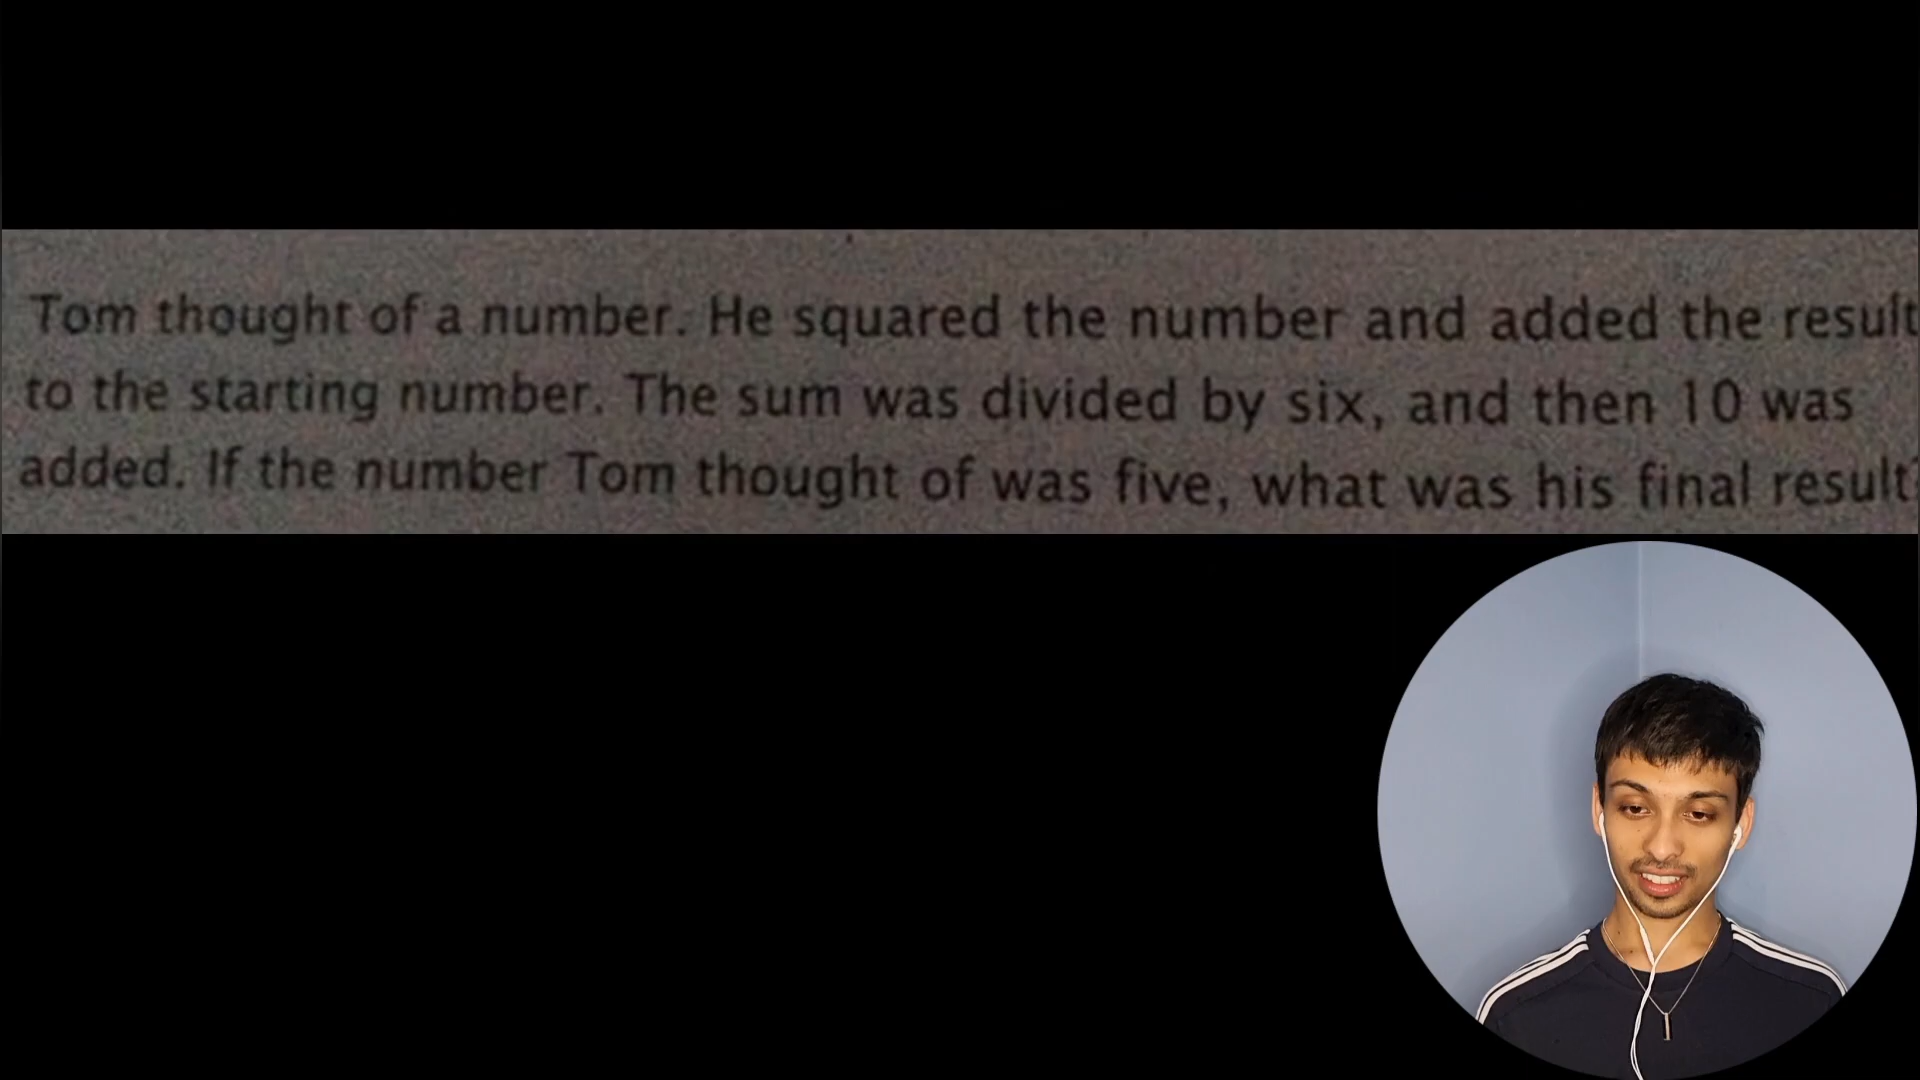 Tom thought of a number. He squared the number and added the result
to the starting number. The sum was divided by six, and then 10 was
added. If the number Tom thought of was five, what was his final result?